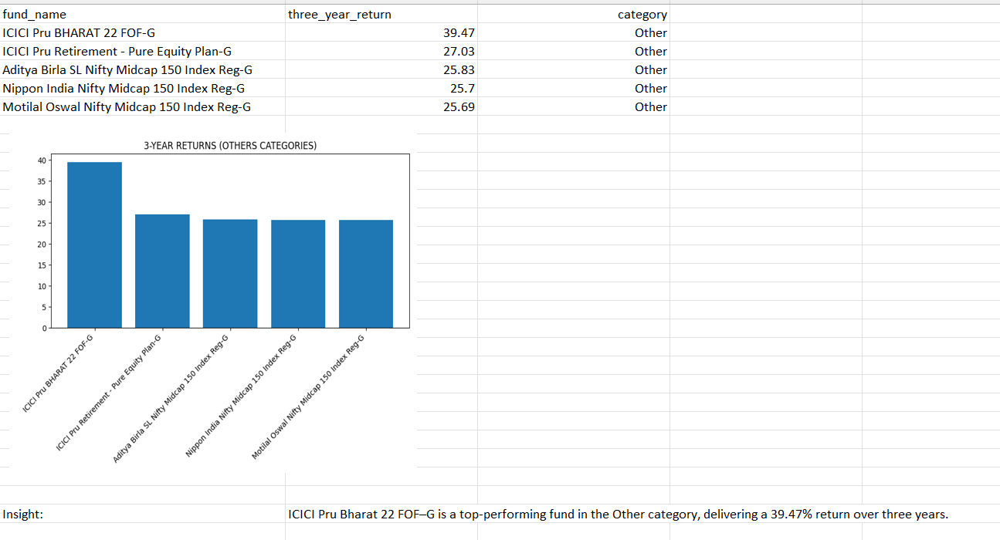 fund_name three_year_return category
ICICI Pru BHARAT 22 FOF-G 39.47 Other
ICICI Pru Retirement - Pure Equity Plan-G 27.03 Other
Aditya Birla SL Nifty Midcap 150 Index Reg-G 25.83 Other
Nippon India Nifty Midcap 150 Index Reg-G 25.7 Other
Motilal Oswal Nifty Midcap 150 Index Reg-G 25.69 Other
3-YEAR RETURNS (OTHERS CATEGORIES)
40
35
30
25
20
15
10
5
0
ICICI Pru BHARAT 22 FOF-G
ICICI Pru Retirement - Pure Equity Plan-G
Aditya Birla SL Nifty Midcap 150 Index Reg-G
Nippon India Nifty Midcap 150 Index Reg-G
Motilal Oswal Nifty Midcap 150 Index Reg-G
Insight: ICICI Pru Bharat 22 FOF–G is a top-performing fund in the Other category, delivering a 39.47% return over three years.